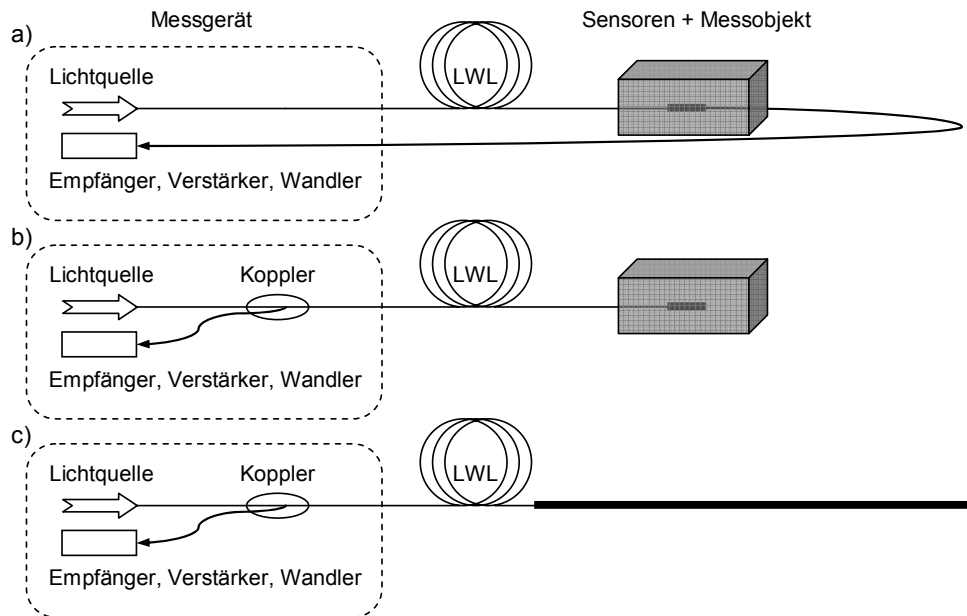 Messgerät
Sensoren + Messobjekt
a)
Lichtquelle
LWL
Empfänger, Verstärker, Wandler
b)
Lichtquelle
Koppler
LWL
Empfänger, Verstärker, Wandler
c)
Lichtquelle
Koppler
LWL
Empfänger, Verstärker, Wandler